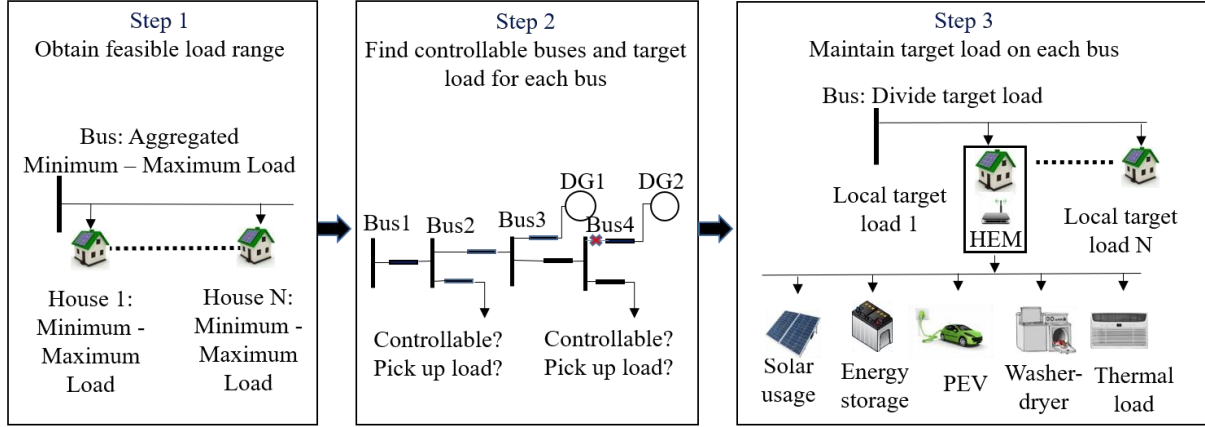 Step 1
Obtain feasible load range
Bus: Aggregated
Minimum – Maximum Load
House 1:
Minimum -
Maximum
Load
House N:
Minimum -
Maximum
Load
Step 2
Find controllable buses and target
load for each bus
DG1
DG2
Bus1
Bus2
Bus3
Bus4
Controllable?
Pick up load?
Controllable?
Pick up load?
Step 3
Maintain target load on each bus
Bus: Divide target load
Local target
load 1
HEM
Local target
load N
Solar
usage
Energy
storage
PEV
Washer-
dryer
Thermal
load